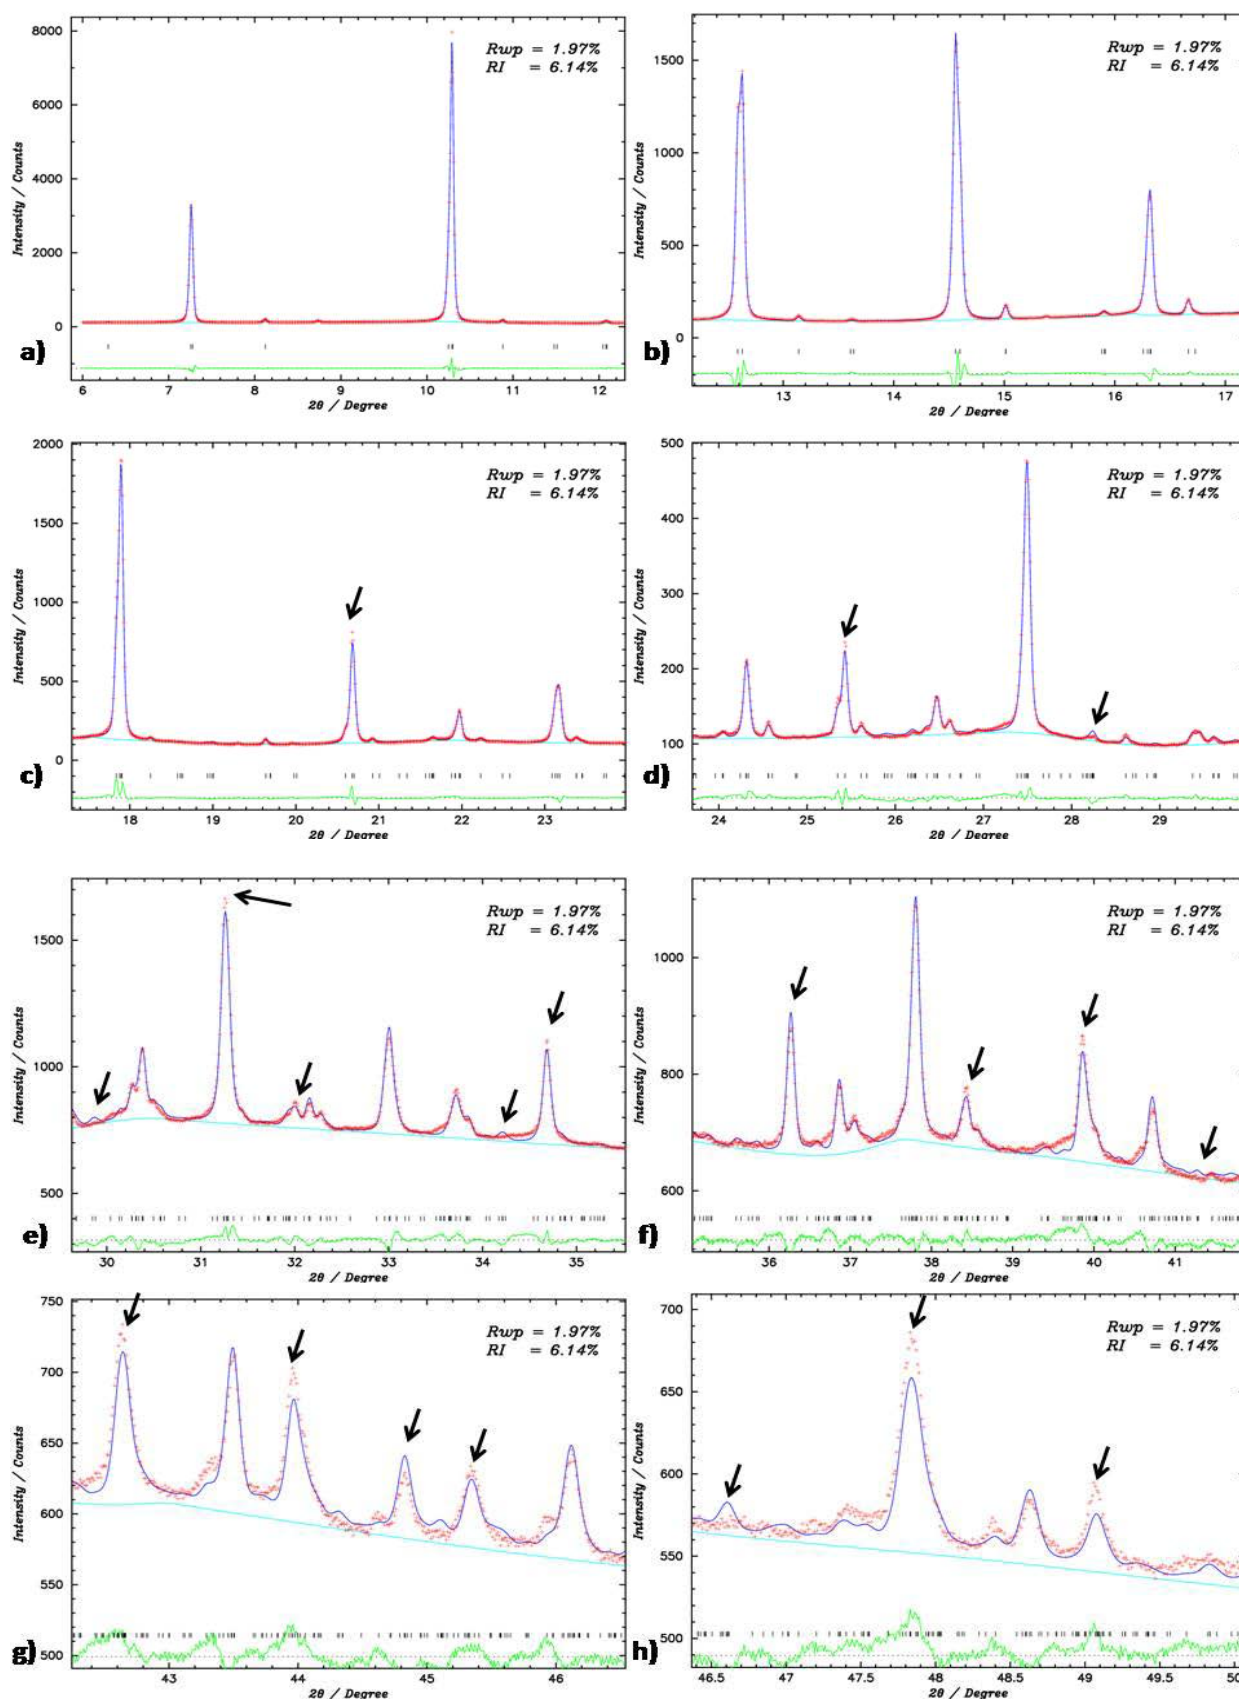 8000
6000
4000
2000
0
Intensity / Counts
Rwp = 1.97%
RI = 6.14%
a)
6 7 8 9 10 11 12
2θ / Degree
1500
1000
500
0
Intensity / Counts
Rwp = 1.97%
RI = 6.14%
b)
13 14 15 16 17
2θ / Degree
2000
1500
1000
500
0
Intensity / Counts
Rwp = 1.97%
RI = 6.14%
c)
18 19 20 21 22 23
2θ / Degree
500
400
300
200
100
Intensity / Counts
Rwp = 1.97%
RI = 6.14%
d)
24 25 26 27 28 29
2θ / Degree
1500
1000
500
Intensity / Counts
Rwp = 1.97%
RI = 6.14%
e)
30 31 32 33 34 35
2θ / Degree
1000
800
600
Intensity / Counts
Rwp = 1.97%
RI = 6.14%
f)
36 37 38 39 40 41
2θ / Degree
750
700
650
600
550
500
Intensity / Counts
Rwp = 1.97%
RI = 6.14%
g)
43 44 45 46
2θ / Degree
700
650
600
550
500
Intensity / Counts
Rwp = 1.97%
RI = 6.14%
h)
46.5 47 47.5 48 48.5 49 49.5 50
2θ / Degree